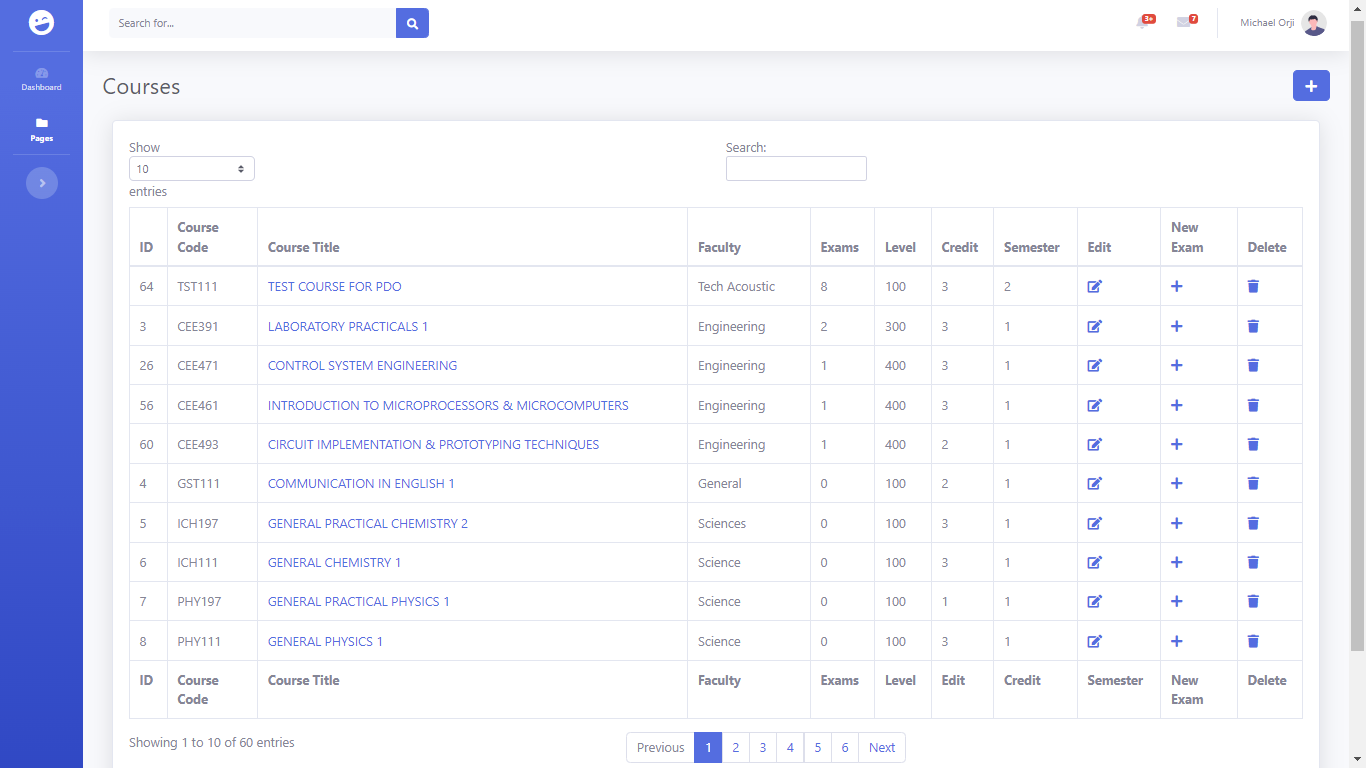 Search for...
3+
7
Michael Orji
Dashboard
Pages
Courses
Show
10
entries
Search:
ID Course Code Course Title Faculty Exams Level Credit Semester Edit New Exam Delete
64 TST111 TEST COURSE FOR PDO Tech Acoustic 8 100 3 2
3 CEE391 LABORATORY PRACTICALS 1 Engineering 2 300 3 1
26 CEE471 CONTROL SYSTEM ENGINEERING Engineering 1 400 3 1
56 CEE461 INTRODUCTION TO MICROPROCESSORS & MICROCOMPUTERS Engineering 1 400 3 1
60 CEE493 CIRCUIT IMPLEMENTATION & PROTOTYPING TECHNIQUES Engineering 1 400 2 1
4 GST111 COMMUNICATION IN ENGLISH 1 General 0 100 2 1
5 ICH197 GENERAL PRACTICAL CHEMISTRY 2 Sciences 0 100 3 1
6 ICH111 GENERAL CHEMISTRY 1 Science 0 100 3 1
7 PHY197 GENERAL PRACTICAL PHYSICS 1 Science 0 100 1 1
8 PHY111 GENERAL PHYSICS 1 Science 0 100 3 1
ID Course Code Course Title Faculty Exams Level Edit Credit Semester New Exam Delete
Showing 1 to 10 of 60 entries
Previous 1 2 3 4 5 6 Next